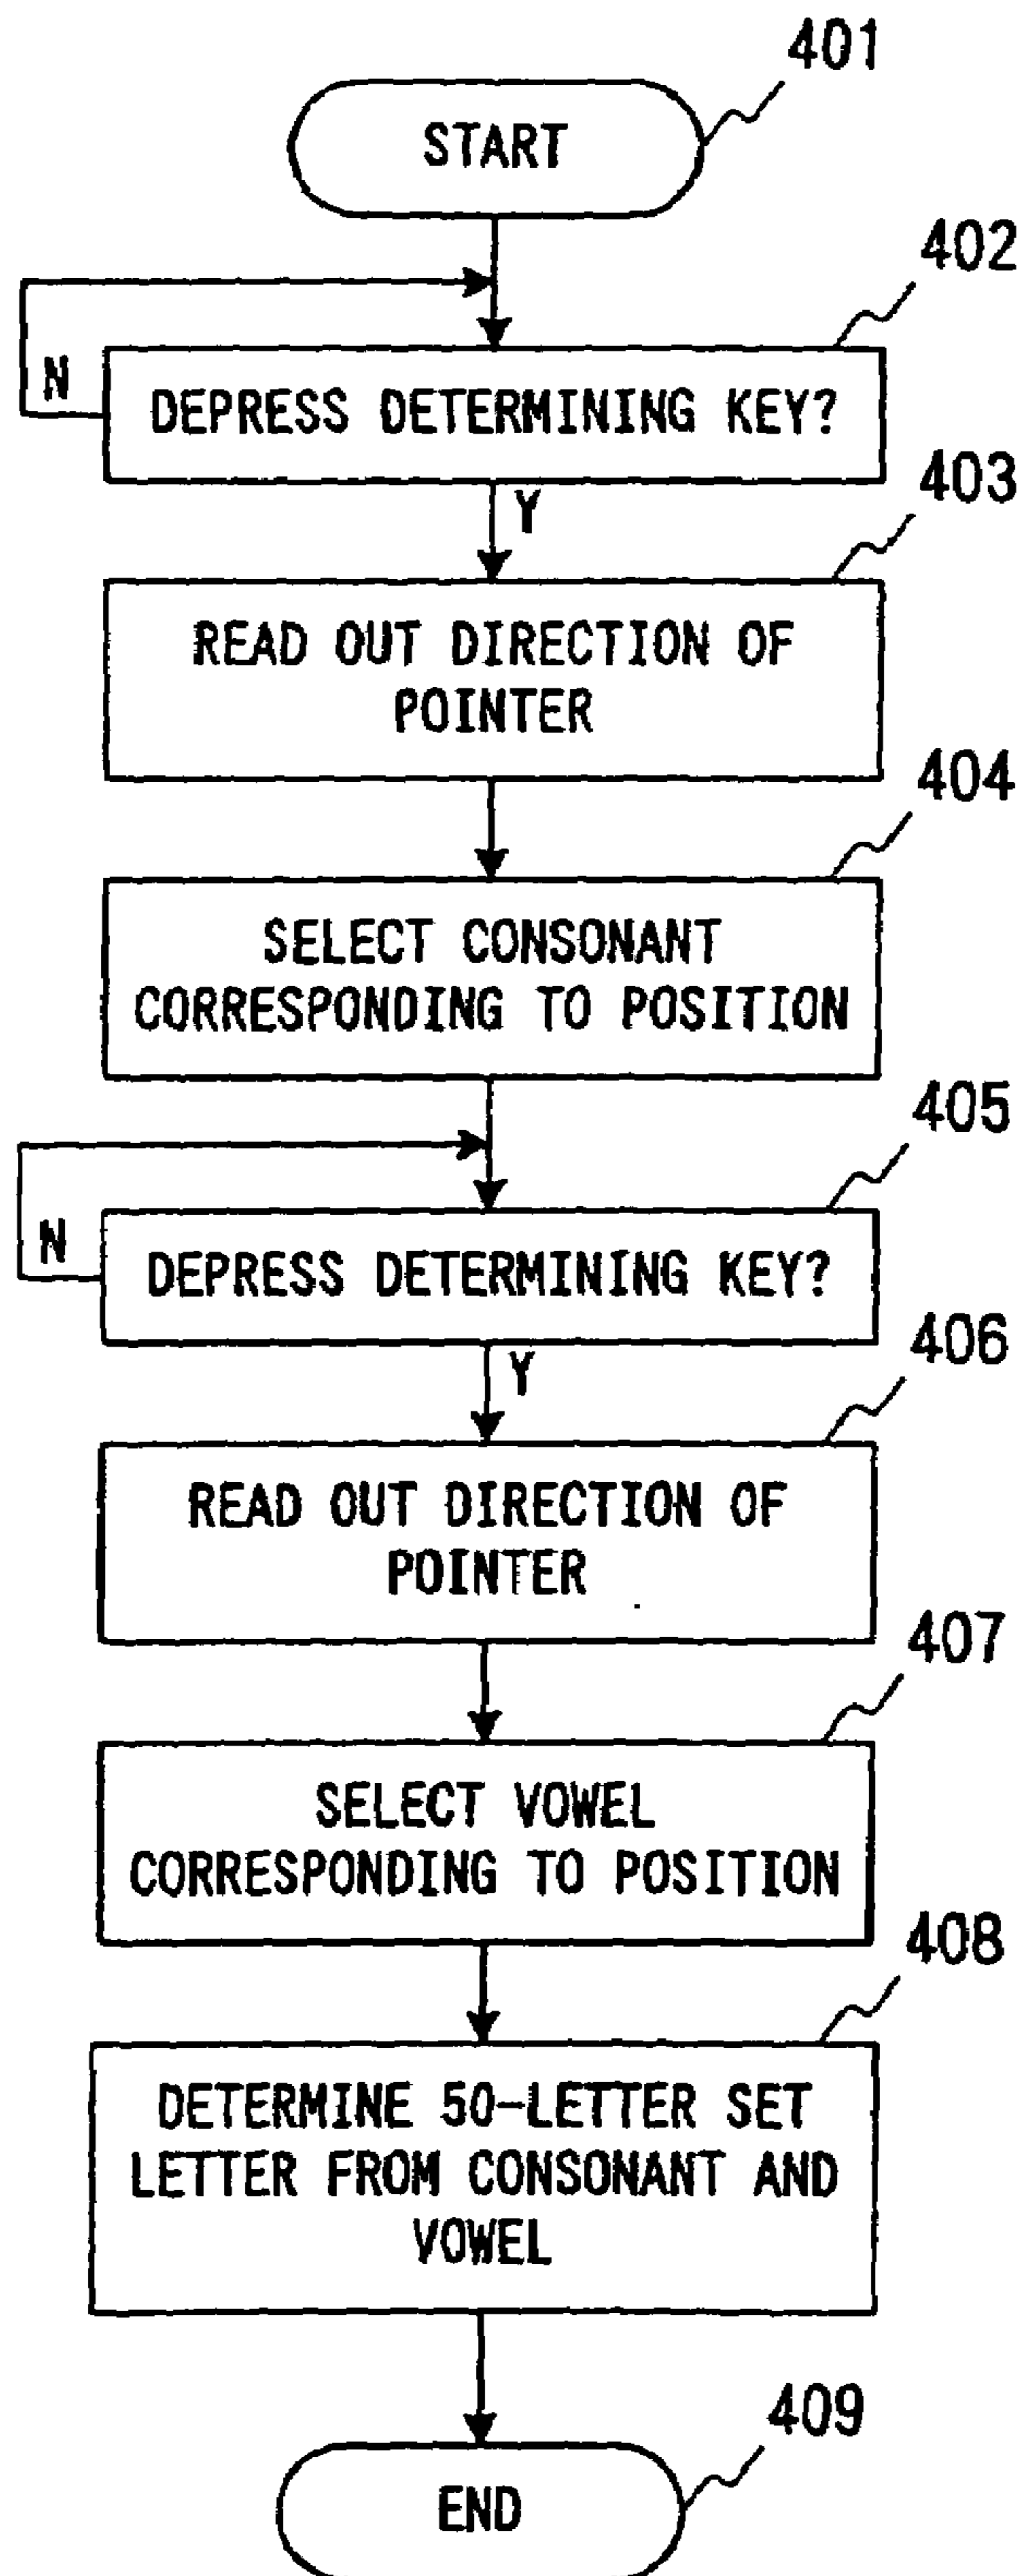 401
START
402
N
DEPRESS DETERMINING KEY?
403
Y
READ OUT DIRECTION OF
POINTER
404
SELECT CONSONANT
CORRESPONDING TO POSITION
405
N
DEPRESS DETERMINING KEY?
406
Y
READ OUT DIRECTION OF
POINTER
407
SELECT VOWEL
CORRESPONDING TO POSITION
408
DETERMINE 50-LETTER SET
LETTER FROM CONSONANT AND
VOWEL
409
END